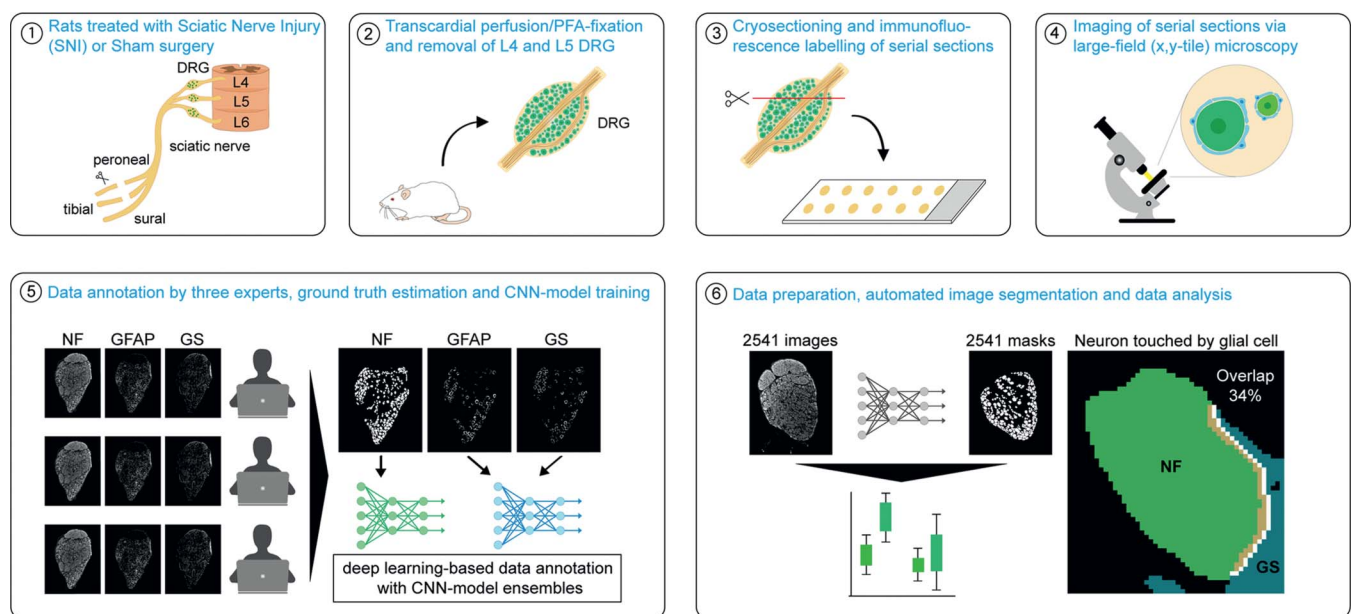 1 Rats treated with Sciatic Nerve Injury
(SNI) or Sham surgery
DRG
L4
L5
L6
sciatic nerve
peroneal
tibial
sural
2 Transcardial perfusion/PFA-fixation
and removal of L4 and L5 DRG
DRG
3 Cryosectioning and immunofluo-
rescence labelling of serial sections
4 Imaging of serial sections via
large-field (x,y-tile) microscopy
5 Data annotation by three experts, ground truth estimation and CNN-model training
NF GFAP GS
NF GFAP GS
deep learning-based data annotation
with CNN-model ensembles
6 Data preparation, automated image segmentation and data analysis
2541 images
2541 masks
Neuron touched by glial cell
Overlap
34%
NF
GS